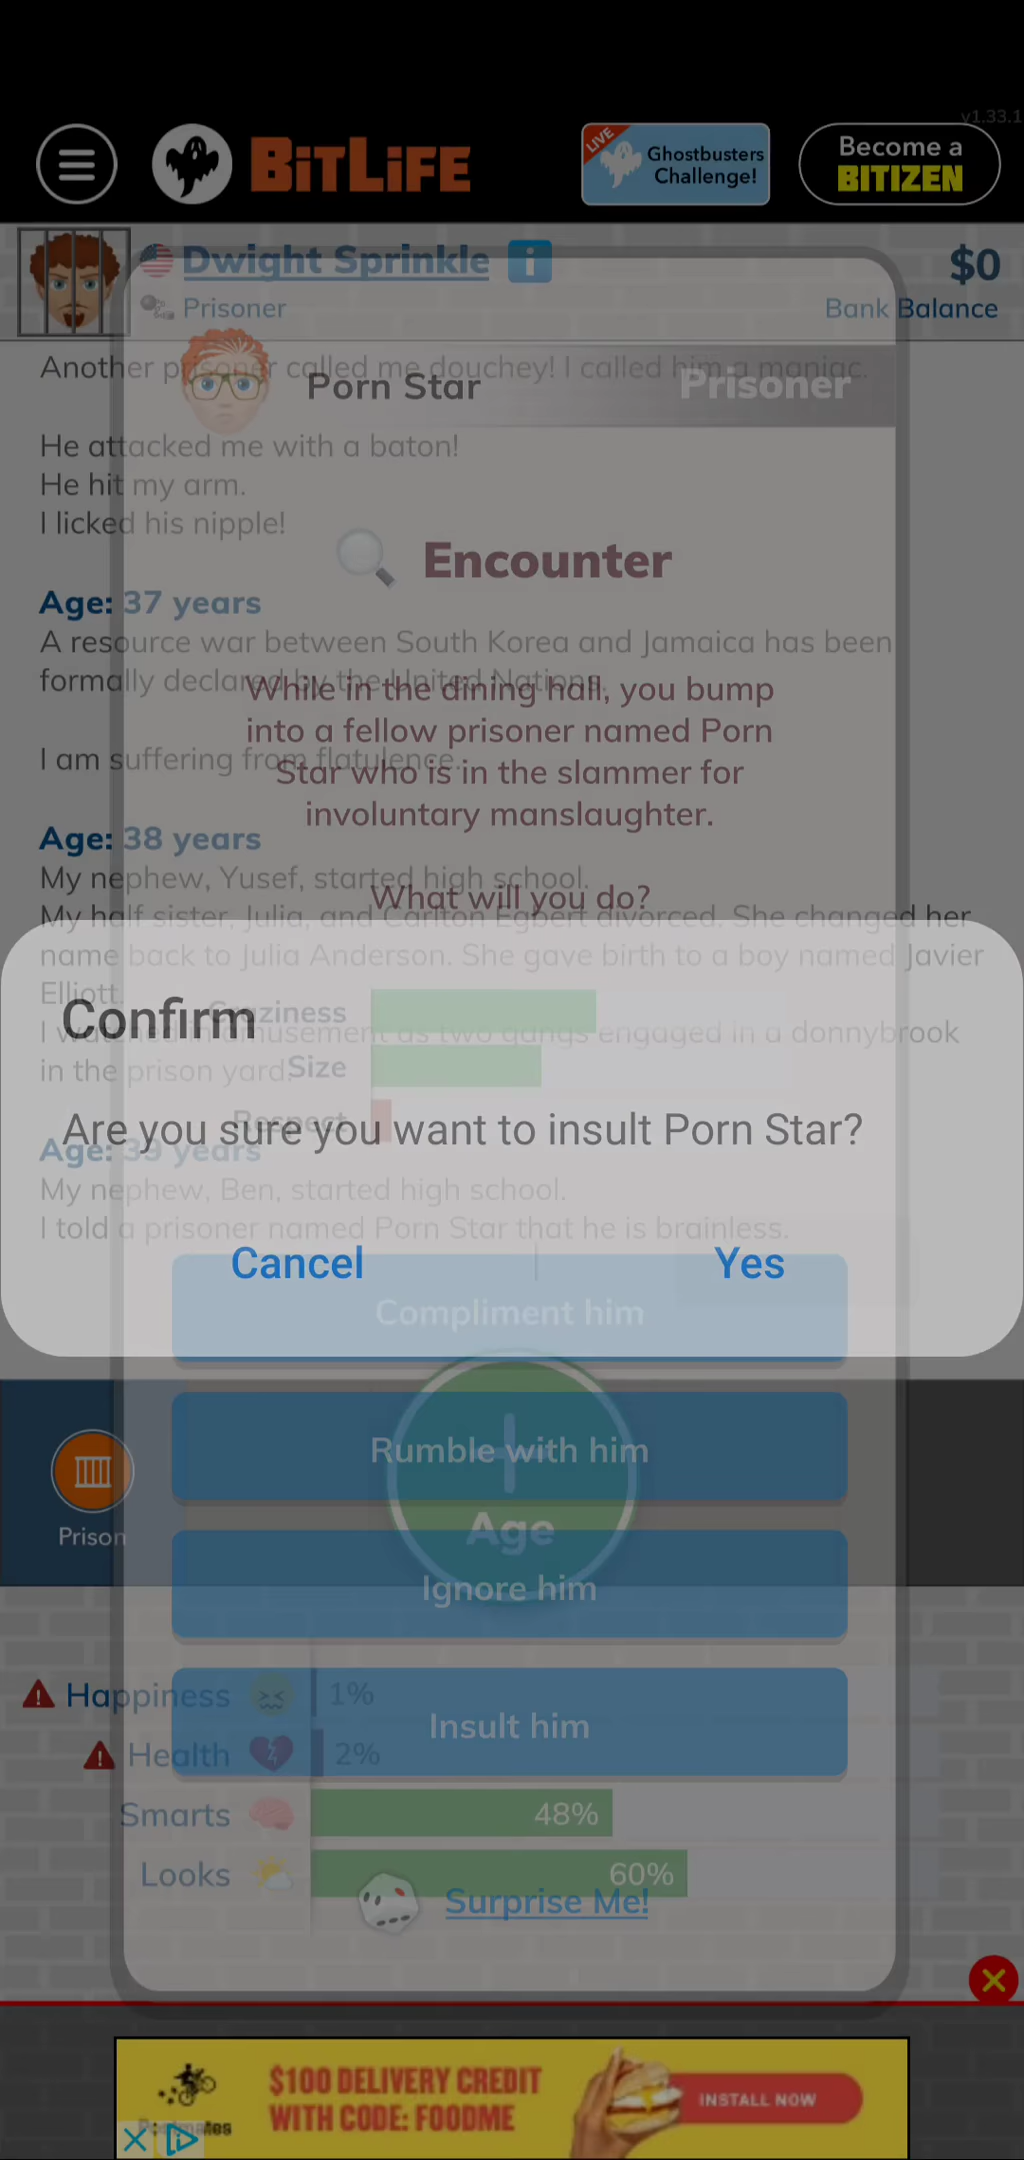 v1.33.1
BITLIFE
LIVE
Ghostbusters
Challenge!
Become a
BITIZEN
Dwight Sprinkle
i
$0
Prisoner
Bank Balance
Another prisoner called me douchey! I called him a maniac.
Porn Star
Prisoner
He attacked me with a baton!
He hit my arm.
I licked his nipple!
Encounter
Age: 37 years
A resource war between South Korea and Jamaica has been
formally declared by the United Nations.
While in the dining hall, you bump
into a fellow prisoner named Porn
Star who is in the slammer for
involuntary manslaughter.
I am suffering from flatulence.
Age: 38 years
My nephew, Yusef, started high school.
What will you do?
My half sister, Julia, and Carlton Egbert divorced. She changed her
name back to Julia Anderson. She gave birth to a boy named Javier
Elliott.
Confirm
Craziness
I watched in amusement as two gangs engaged in a donnybrook
in the prison yard.
Size
Respect
Are you sure you want to insult Porn Star?
Age: 39 years
My nephew, Ben, started high school.
I told a prisoner named Porn Star that he is brainless.
Cancel
Yes
Compliment him
Rumble with him
Prison
Age
Ignore him
Happiness
1%
Insult him
Health
2%
Smarts
48%
Looks
60%
Surprise Me!
Postmates
$100 DELIVERY CREDIT
WITH CODE: FOODME
INSTALL NOW